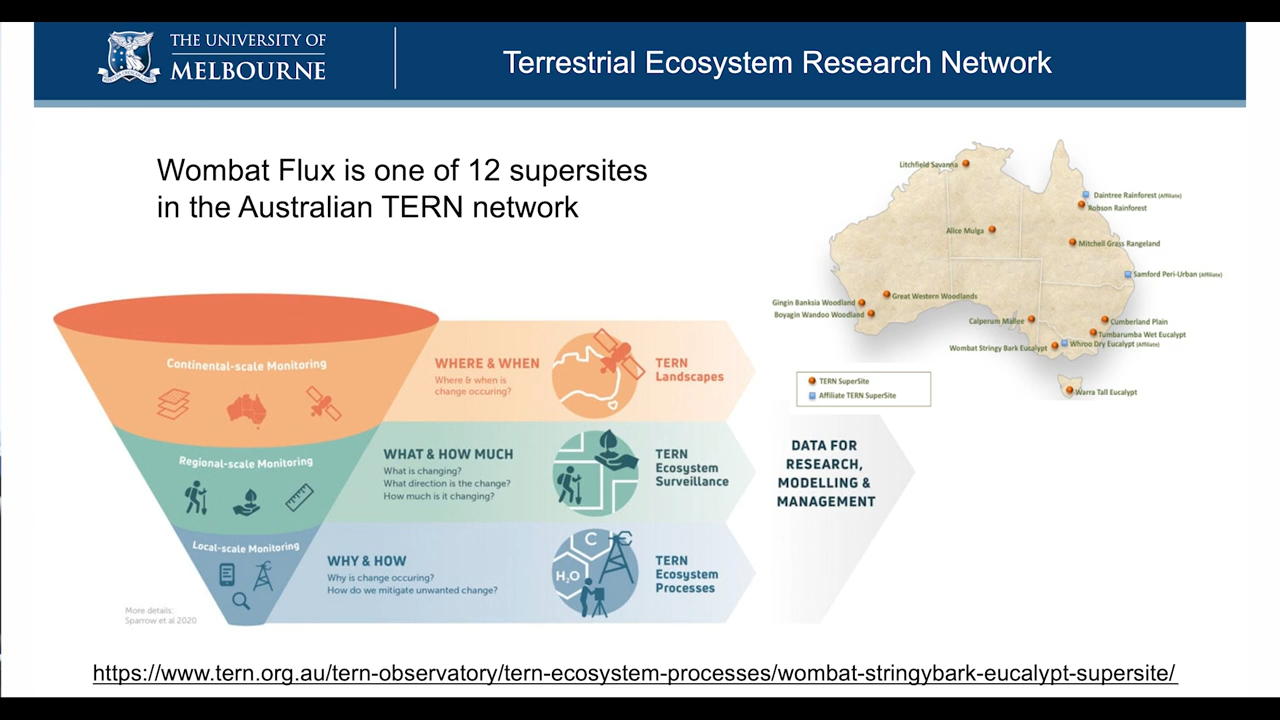 THE UNIVERSITY OF
MELBOURNE
Terrestrial Ecosystem Research Network
Wombat Flux is one of 12 supersites
in the Australian TERN network
Litchfield Savanna
Daintree Rainforest (Affiliate)
Robson Rainforest
Alice Mulga
Mitchell Grass Rangeland
Samford Peri-Urban (Affiliate)
Great Western Woodlands
Gingin Banksia Woodland
Boyagin Wandoo Woodland
Calperum Mallee
Cumberland Plain
Tumbarumba Wet Eucalypt
Whroo Dry Eucalypt (Affiliate)
Wombat Stringy Bark Eucalypt
Warra Tall Eucalypt
TERN SuperSite
Affiliate TERN SuperSite
Continental-scale Monitoring
WHERE & WHEN
Where & when is
change occuring?
TERN
Landscapes
Regional-scale Monitoring
WHAT & HOW MUCH
What is changing?
What direction is the change?
How much is it changing?
TERN
Ecosystem
Surveillance
Local-scale Monitoring
WHY & HOW
Why is change occuring?
How do we mitigate unwanted change?
C
H₂O
TERN
Ecosystem
Processes
DATA FOR
RESEARCH,
MODELLING &
MANAGEMENT
More details:
Sparrow et al 2020
https://www.tern.org.au/tern-observatory/tern-ecosystem-processes/wombat-stringybark-eucalypt-supersite/